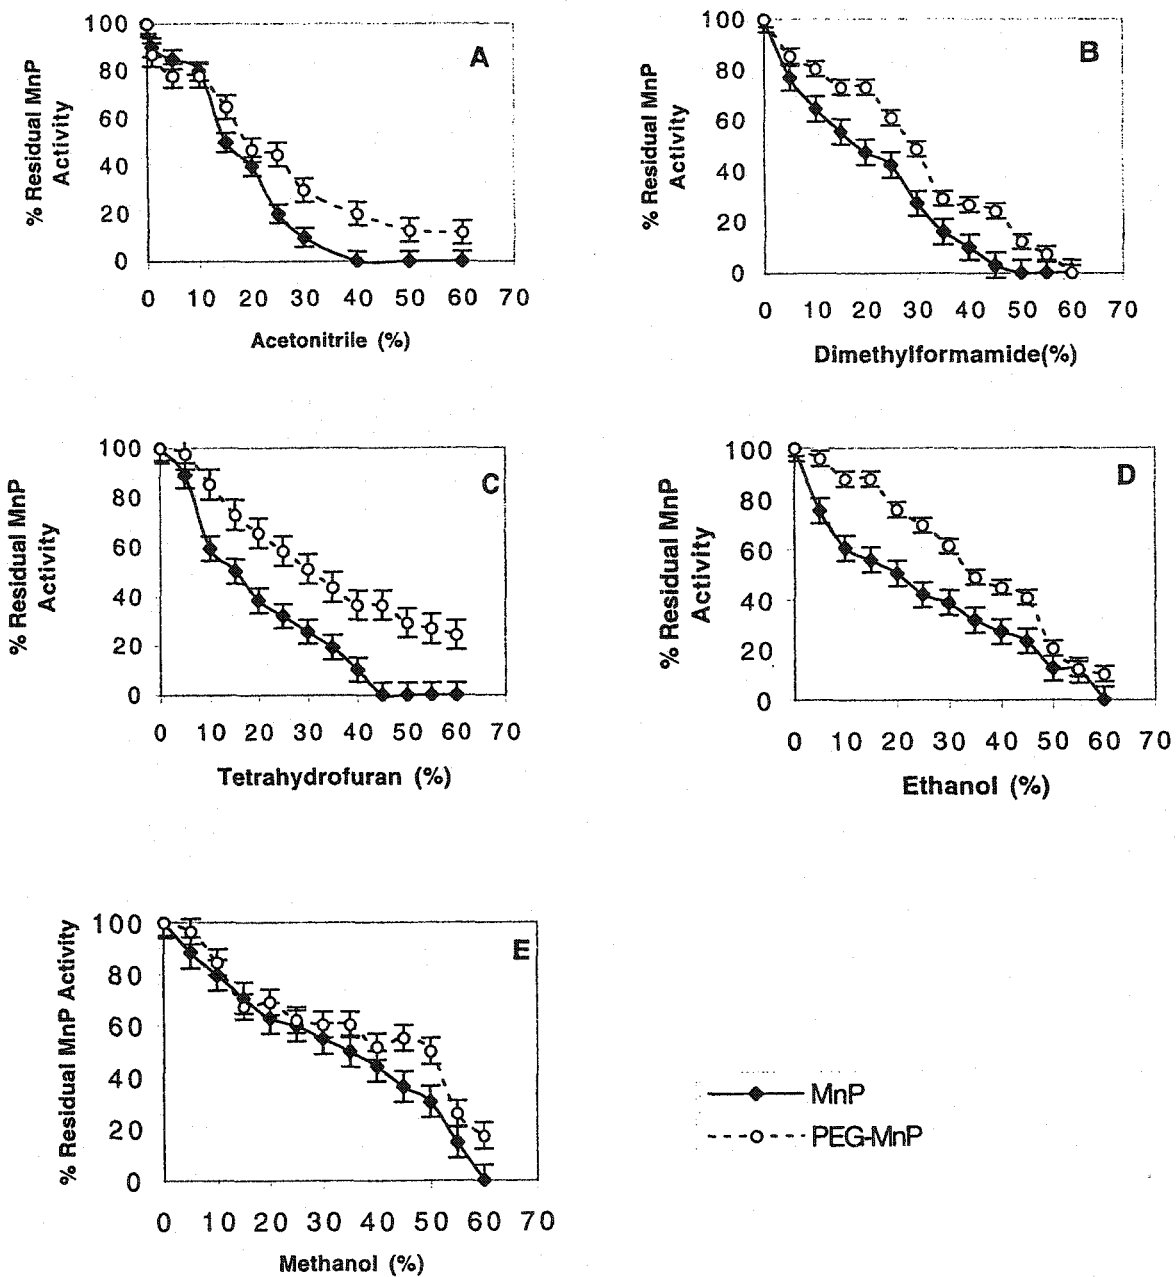 A
% Residual MnP
Activity
100
80
60
40
20
0
0 10 20 30 40 50 60 70
Acetonitrile (%)
B
% Residual MnP
Activity
100
80
60
40
20
0
0 10 20 30 40 50 60 70
Dimethylformamide(%)
C
% Residual MnP
Activity
100
80
60
40
20
0
0 10 20 30 40 50 60 70
Tetrahydrofuran (%)
D
% Residual MnP
Activity
100
80
60
40
20
0
0 10 20 30 40 50 60 70
Ethanol (%)
E
% Residual MnP Activity
100
80
60
40
20
0
0 10 20 30 40 50 60 70
Methanol (%)
MnP
PEG-MnP